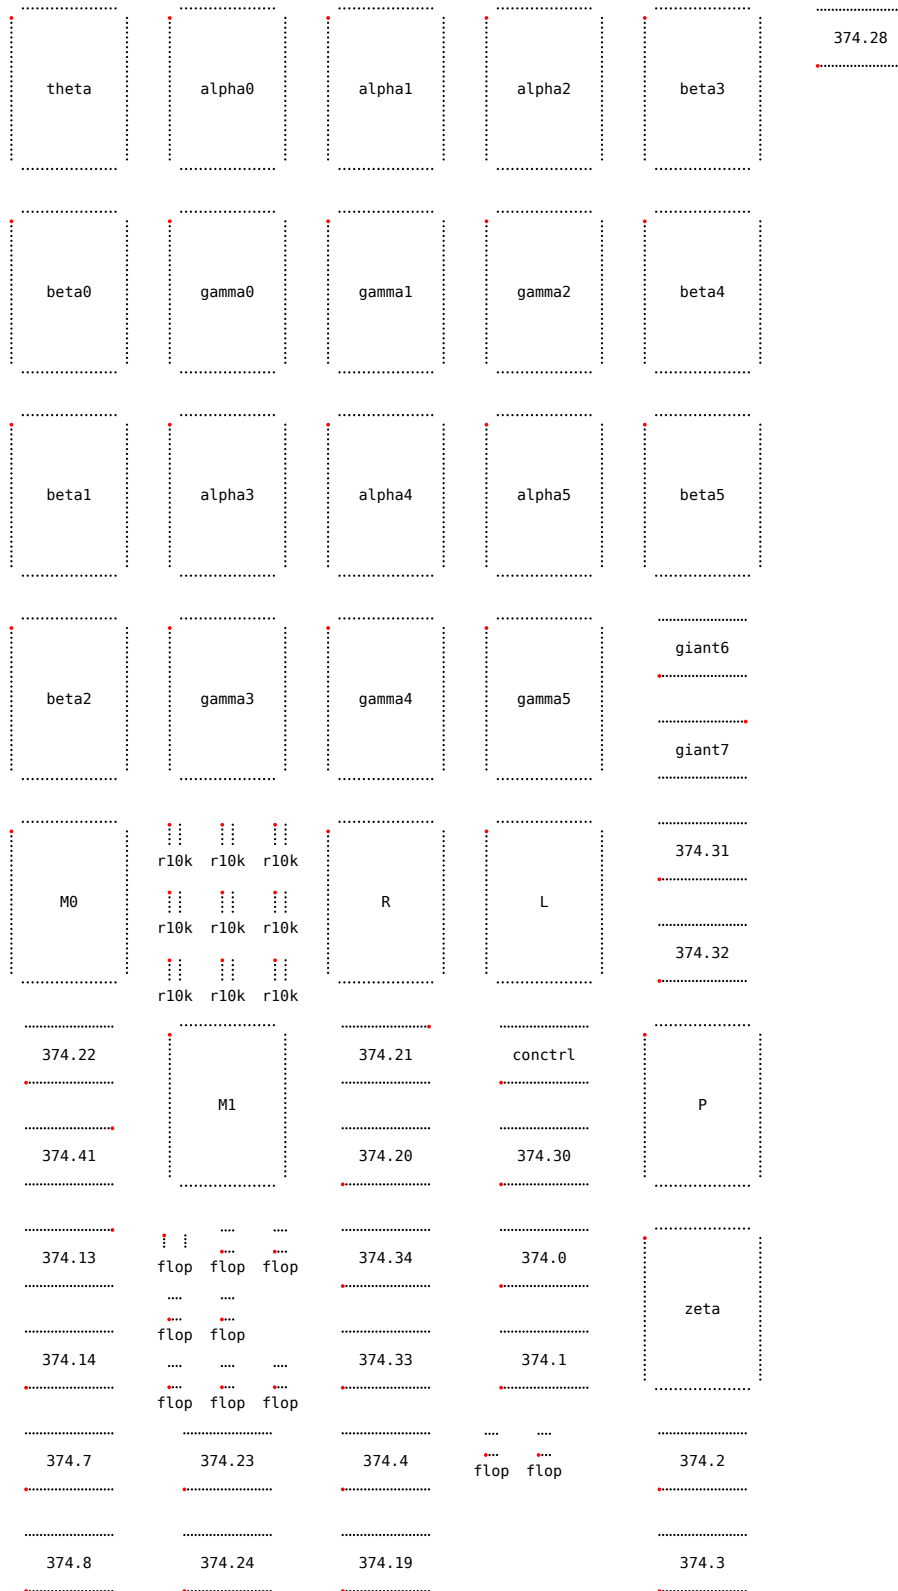 374.28
theta alpha0 alpha1 alpha2 beta3
beta0 gamma0 gamma1 gamma2 beta4
beta1 alpha3 alpha4 alpha5 beta5
giant6
beta2 gamma3 gamma4 gamma5
giant7
374.31
r10k r10k r10k
M0 R L
r10k r10k r10k
374.32
r10k r10k r10k
374.22 374.21 conctrl
M1 P
374.41 374.20 374.30
374.13 374.34 374.0
flop flop flop
zeta
flop flop
374.14 374.33 374.1
flop flop flop
374.7 374.23 374.4 374.2
flop flop
374.8 374.24 374.19 374.3